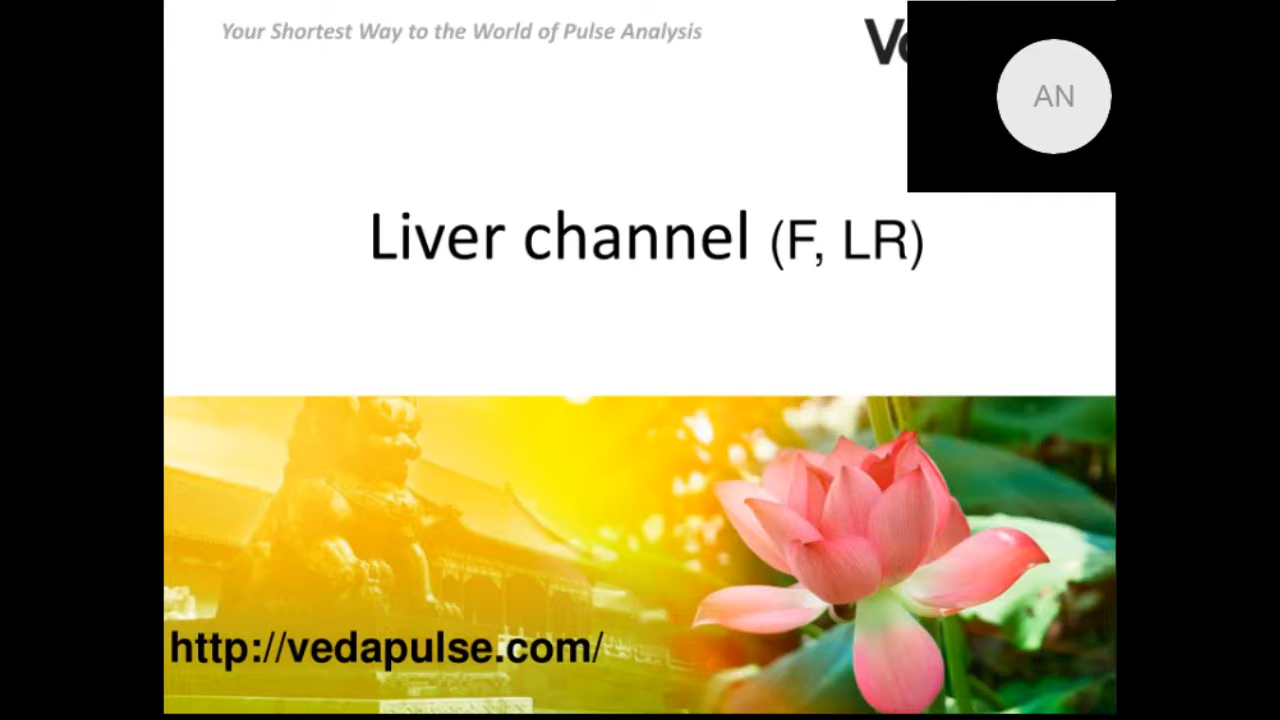 Your Shortest Way to the World of Pulse Analysis
AN
Liver channel (F, LR)
http://vedapulse.com/